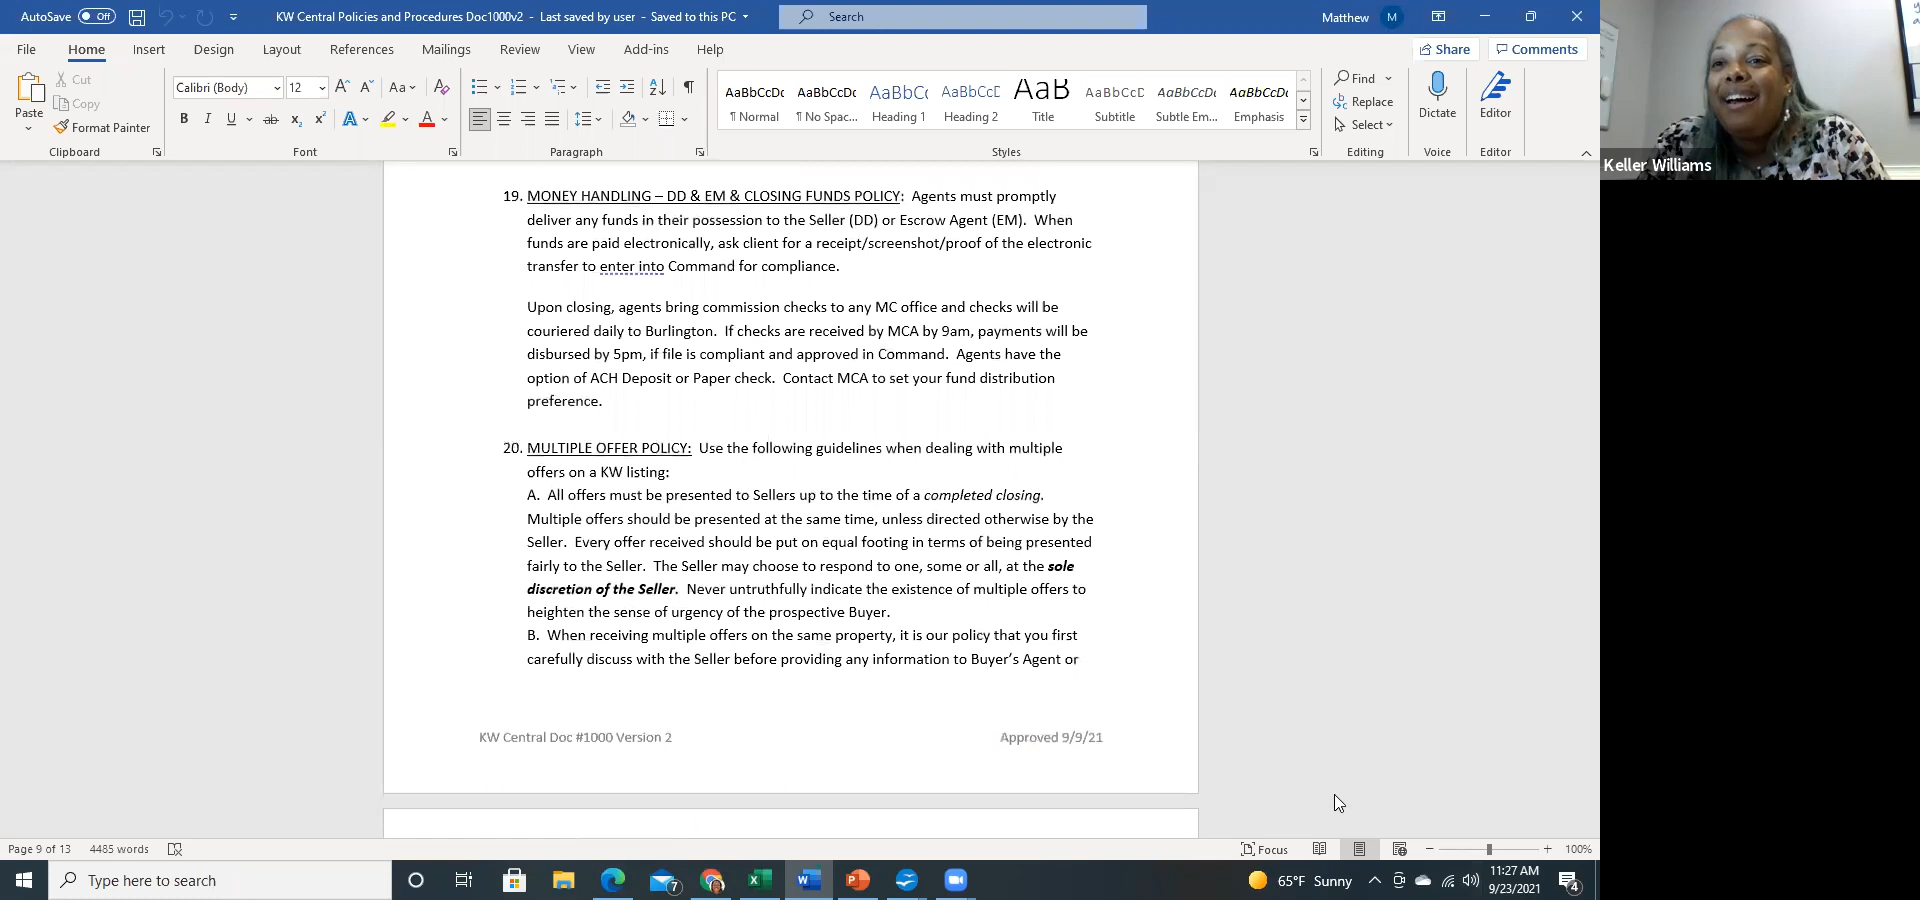 AutoSave Off KW Central Policies and Procedures Doc1000v2 - Last saved by user - Saved to this PC Search Matthew M
File Home Insert Design Layout References Mailings Review View Add-ins Help Share Comments
Paste Cut Copy Format Painter
Calibri (Body) 12
¶ Normal ¶ No Spac... Heading 1 Heading 2 Title Subtitle Subtle Em... Emphasis
Find Replace Select Dictate Editor
Clipboard Font Paragraph Styles Editing Voice Editor
Keller Williams
19. MONEY HANDLING – DD & EM & CLOSING FUNDS POLICY: Agents must promptly
deliver any funds in their possession to the Seller (DD) or Escrow Agent (EM). When
funds are paid electronically, ask client for a receipt/screenshot/proof of the electronic
transfer to enter into Command for compliance.
Upon closing, agents bring commission checks to any MC office and checks will be
couriered daily to Burlington. If checks are received by MCA by 9am, payments will be
disbursed by 5pm, if file is compliant and approved in Command. Agents have the
option of ACH Deposit or Paper check. Contact MCA to set your fund distribution
preference.
20. MULTIPLE OFFER POLICY: Use the following guidelines when dealing with multiple
offers on a KW listing:
A. All offers must be presented to Sellers up to the time of a completed closing.
Multiple offers should be presented at the same time, unless directed otherwise by the
Seller. Every offer received should be put on equal footing in terms of being presented
fairly to the Seller. The Seller may choose to respond to one, some or all, at the sole
discretion of the Seller. Never untruthfully indicate the existence of multiple offers to
heighten the sense of urgency of the prospective Buyer.
B. When receiving multiple offers on the same property, it is our policy that you first
carefully discuss with the Seller before providing any information to Buyer's Agent or
KW Central Doc #1000 Version 2 Approved 9/9/21
Page 9 of 13 4485 words Focus 100%
Type here to search 7 65°F Sunny 11:27 AM 4
9/23/2021